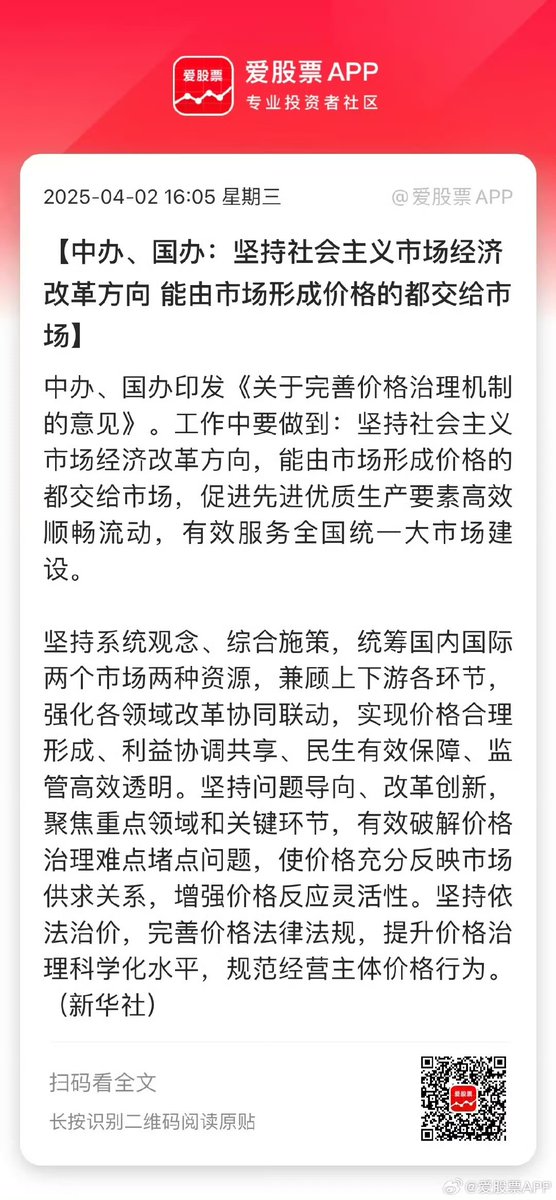 爱股票
爱股票 APP
专业投资者社区
2025-04-02 16:05 星期三
@爱股票 APP
【中办、国办：坚持社会主义市场经济
改革方向 能由市场形成价格的都交给市
场】
中办、国办印发《关于完善价格治理机制
的意见》。工作中要做到：坚持社会主义
市场经济改革方向，能由市场形成价格的
都交给市场，促进先进优质生产要素高效
顺畅流动，有效服务全国统一大市场建
设。
坚持系统观念、综合施策，统筹国内国际
两个市场两种资源，兼顾上下游各环节，
强化各领域改革协同联动，实现价格合理
形成、利益协调共享、民生有效保障、监
管高效透明。坚持问题导向、改革创新，
聚焦重点领域和关键环节，有效破解价格
治理难点堵点问题，使价格充分反映市场
供求关系，增强价格反应灵活性。坚持依
法治价，完善价格法律法规，提升价格治
理科学化水平，规范经营主体价格行为。
（新华社）
扫码看全文
长按识别二维码阅读原贴
爱股票
@爱股票APP